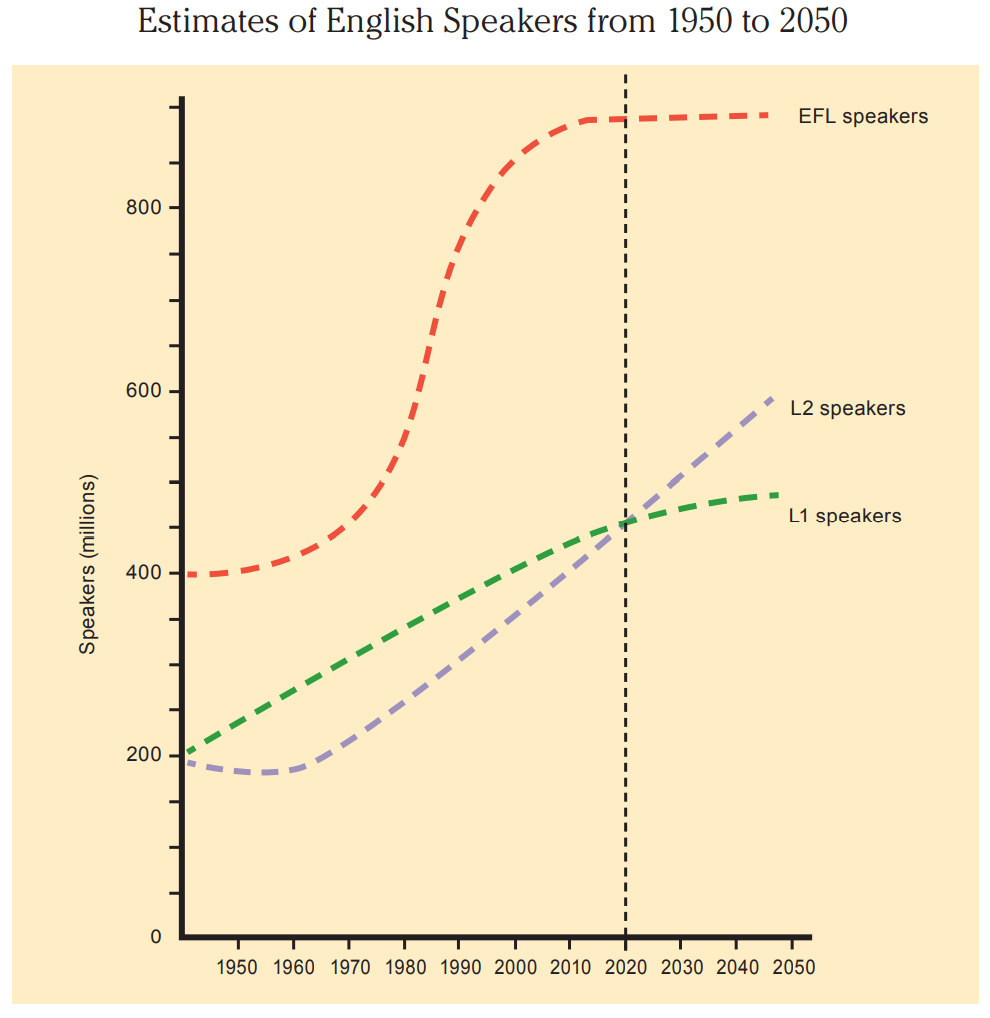 Estimates of English Speakers from 1950 to 2050
EFL speakers
800
600
L2 speakers
L1 speakers
Speakers (millions)
400
200
0
1950 1960 1970 1980 1990 2000 2010 2020 2030 2040 2050